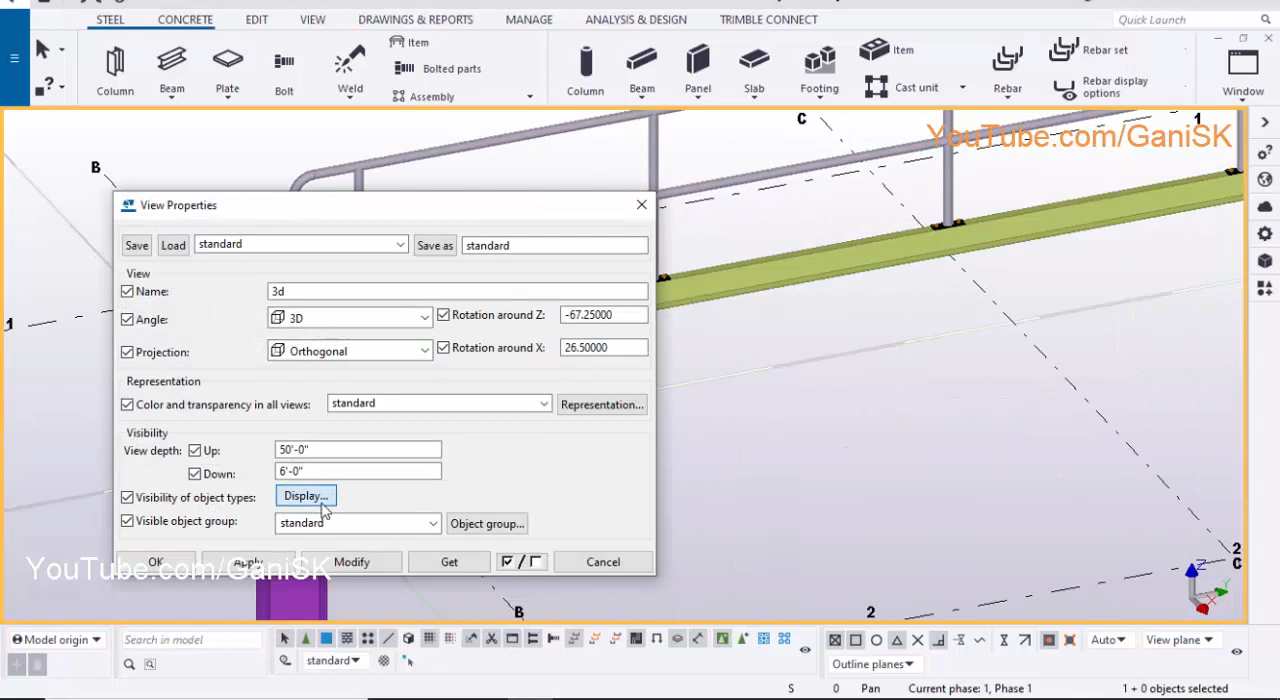 STEEL CONCRETE EDIT VIEW DRAWINGS & REPORTS MANAGE ANALYSIS & DESIGN TRIMBLE CONNECT Quick Launch
Item Item Rebar set
Bolted parts
Column Beam Plate Bolt Weld Assembly Column Beam Panel Slab Footing Cast unit Rebar Rebar display options Window
YouTube.com/GaniSK
C 1
B
View Properties
Save Load standard Save as standard
View
Name: 3d
Angle: 3D Rotation around Z: -67.25000
1
Projection: Orthogonal Rotation around X: 26.50000
Representation
Color and transparency in all views: standard Representation...
Visibility
View depth: Up: 50'-0"
Down: 6'-0"
Visibility of object types: Display...
Visible object group: standard Object group...
OK Apply Modify Get / Cancel
YouTube.com/GaniSK
2
C
Z
Y
X
B 2
Model origin Search in model Auto View plane
standard Outline planes
S 0 Pan Current phase: 1, Phase 1 1 + 0 objects selected